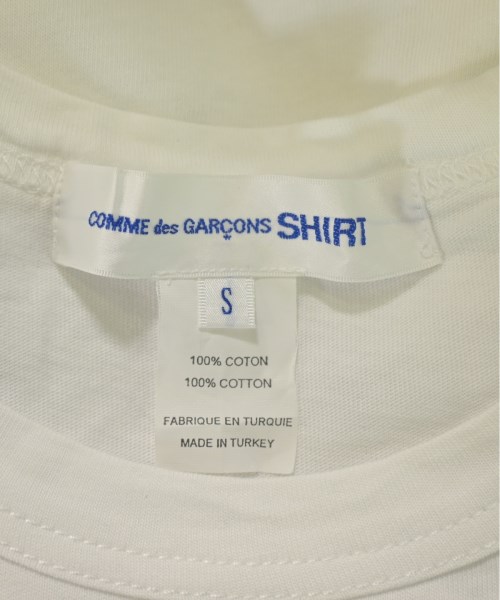 COMME des GARÇONS SHIRT
S
100% COTON
100% COTTON
FABRIQUE EN TURQUIE
MADE IN TURKEY